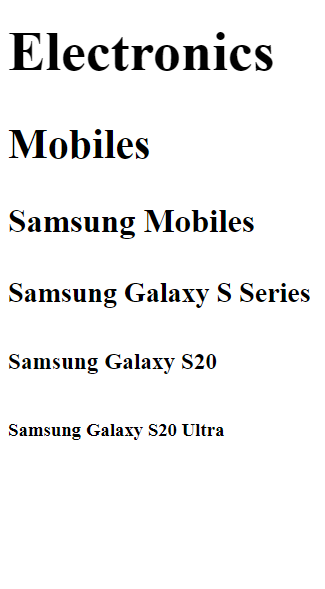 Electronics
Mobiles
Samsung Mobiles
Samsung Galaxy S Series
Samsung Galaxy S20
Samsung Galaxy S20 Ultra